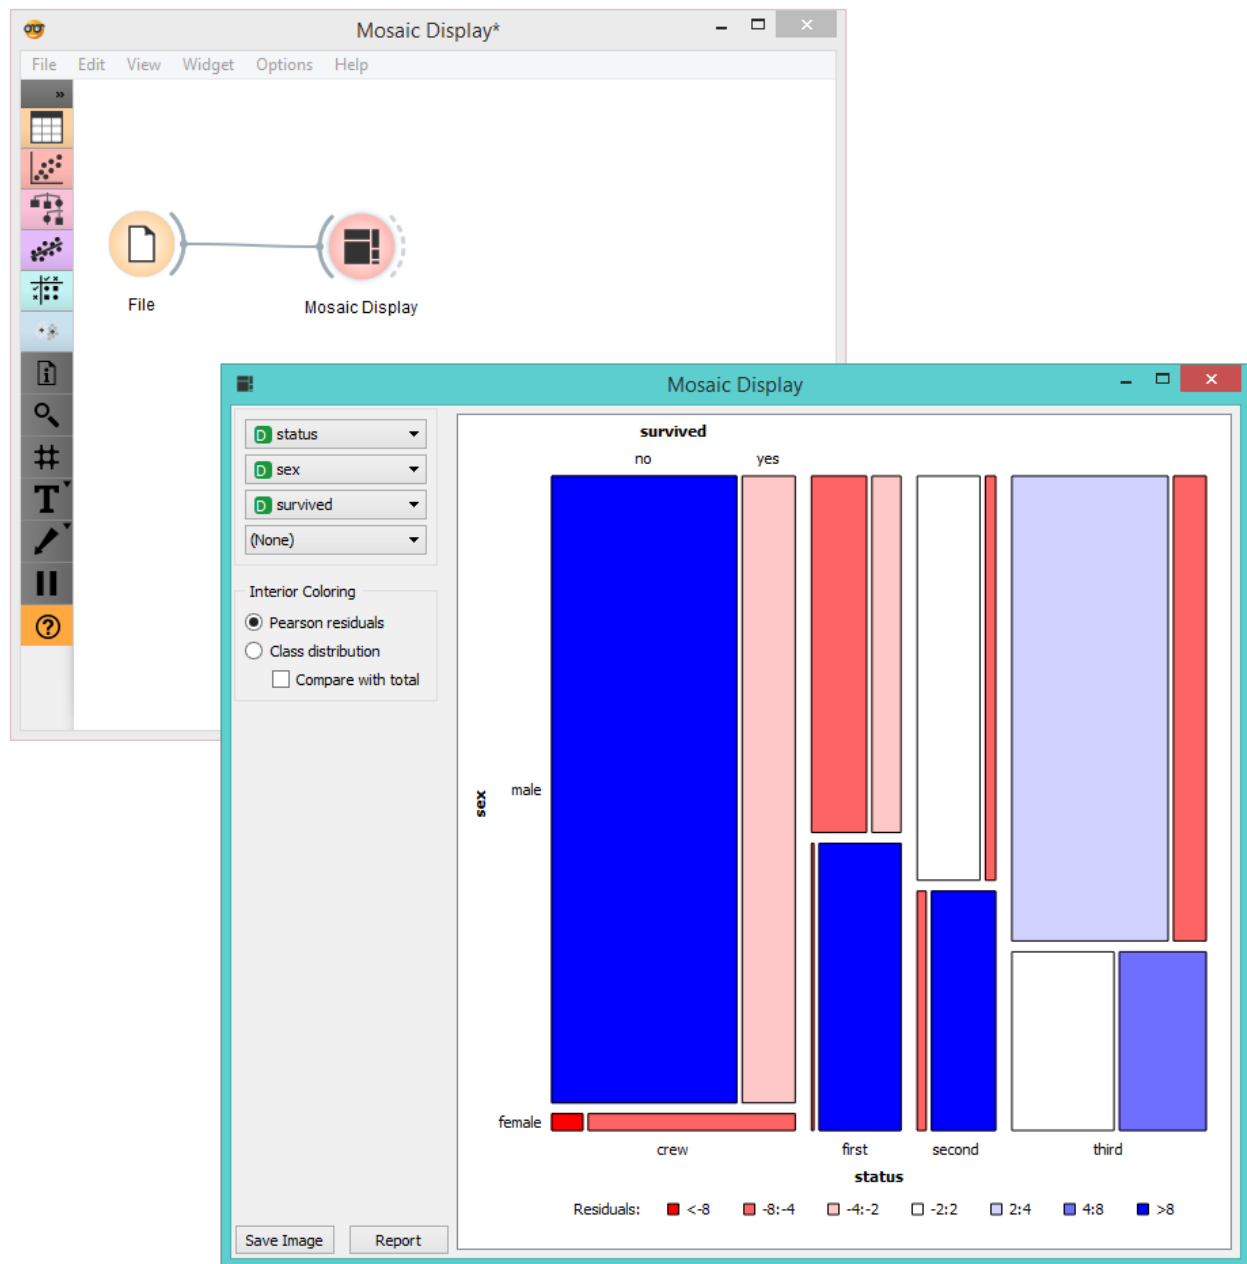 Mosaic Display*
File Edit View Widget Options Help
»
File
Mosaic Display
Mosaic Display
D status
D sex
D survived
(None)
Interior Coloring
Pearson residuals
Class distribution
Compare with total
Save Image Report
survived
no yes
sex
male
female
crew first second third
status
Residuals: <-8 -8:-4 -4:-2 -2:2 2:4 4:8 >8